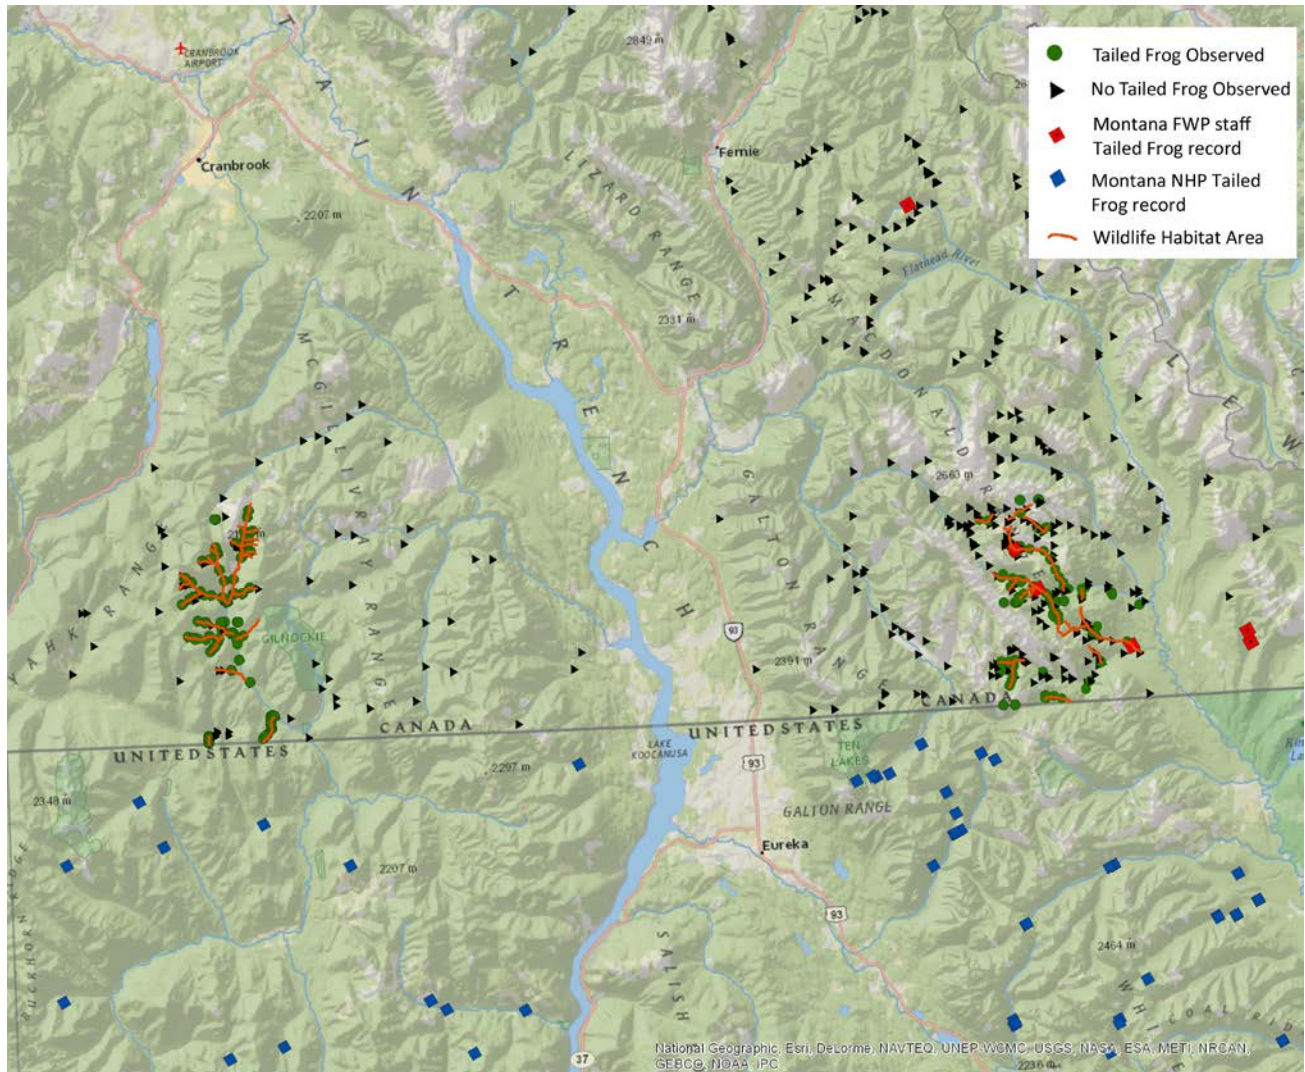 CRANBROOK
AIRPORT
Cranbrook
2849 m
Fernie
Tailed Frog Observed
No Tailed Frog Observed
Montana FWP staff
Tailed Frog record
Montana NHP Tailed
Frog record
Wildlife Habitat Area
2207 m
LIZARD RANGE
TRENCH
Flathead River
2331 m
MACDONALD
MCGILLIVRAY
RANGE
2663 m
GALTON RANGE
YAHK RANGE
GILNOCKIE
93
2391 m
CANADA
UNITED STATES
CANADA
UNITED STATES
LAKE
KOOCANUSA
TEN
LAKES
93
2297 m
2348 m
GALTON RANGE
Eureka
2207 m
93
BUCKHORN RIDGE
SALISH
2464 m
37
National Geographic, Esri, DeLorme, NAVTEQ, UNEP-WCMC, USGS, NASA, ESA, METI, NRCAN,
GEBCO, NOAA, iPC
2236 m